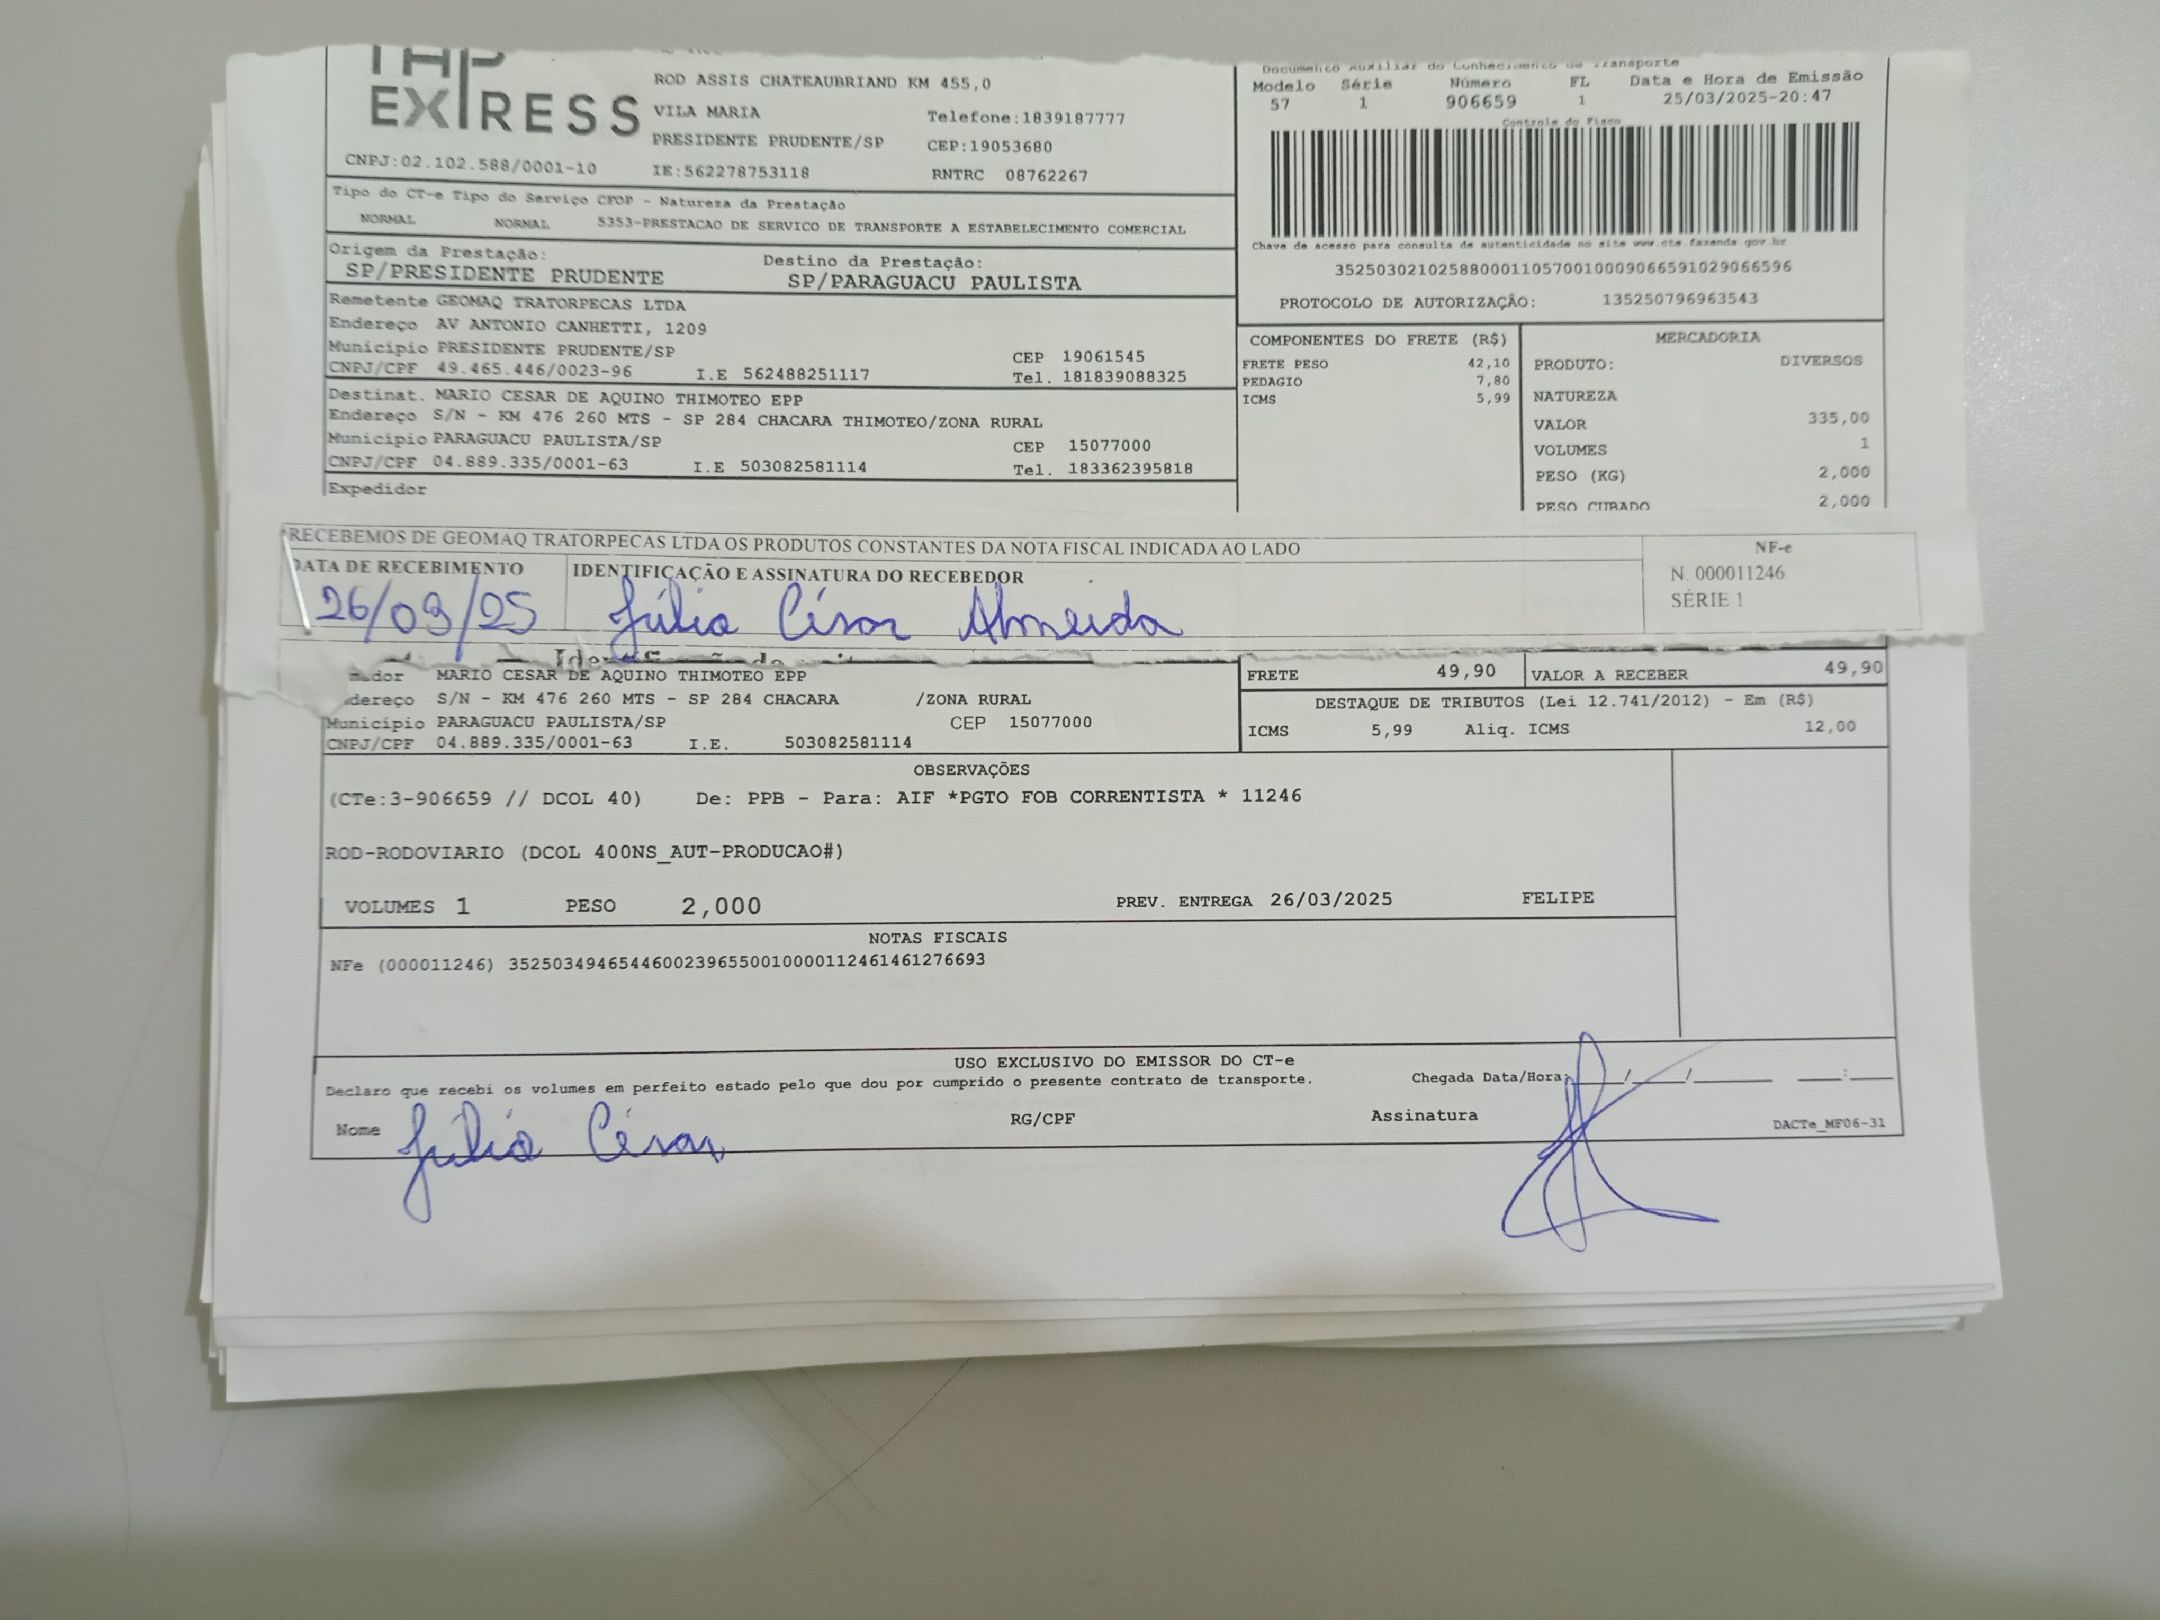 EXPRESS
ROD ASSIS CHATEAUBRIAND KM 455,0
VILA MARIA Telefone:1839187777
PRESIDENTE PRUDENTE/SP CEP:19053680
CNPJ:02.102.588/0001-10 IE:562278753118 RNTRC 08762267
Documento Auxiliar do Conhecimento de Transporte
Modelo Série Número FL Data e Hora de Emissão
57 1 906659 1 25/03/2025-20:47
Controle do Fisco
Chave de acesso para consulta de autenticidade no site www.cte.fazenda.gov.br
35250302102588000110570010009066591029066596
PROTOCOLO DE AUTORIZAÇÃO: 135250796963543
Tipo do CT-e Tipo do Serviço CFOP - Natureza da Prestação
NORMAL NORMAL 5353-PRESTACAO DE SERVICO DE TRANSPORTE A ESTABELECIMENTO COMERCIAL
Origem da Prestação: Destino da Prestação:
SP/PRESIDENTE PRUDENTE SP/PARAGUACU PAULISTA
Remetente GEOMAQ TRATORPECAS LTDA
Endereço AV ANTONIO CANHETTI, 1209
Município PRESIDENTE PRUDENTE/SP CEP 19061545
CNPJ/CPF 49.465.446/0023-96 I.E 562488251117 Tel. 181839088325
Destinat. MARIO CESAR DE AQUINO THIMOTEO EPP
Endereço S/N - KM 476 260 MTS - SP 284 CHACARA THIMOTEO/ZONA RURAL
Município PARAGUACU PAULISTA/SP CEP 15077000
CNPJ/CPF 04.889.335/0001-63 I.E 503082581114 Tel. 183362395818
Expedidor
COMPONENTES DO FRETE (R$)
FRETE PESO 42,10
PEDAGIO 7,80
ICMS 5,99
MERCADORIA
PRODUTO: DIVERSOS
NATUREZA
VALOR 335,00
VOLUMES 1
PESO (KG) 2,000
PESO CUBADO 2,000
RECEBEMOS DE GEOMAQ TRATORPECAS LTDA OS PRODUTOS CONSTANTES DA NOTA FISCAL INDICADA AO LADO
DATA DE RECEBIMENTO IDENTIFICAÇÃO E ASSINATURA DO RECEBEDOR
26/03/25 Júlio César Almeida
NF-e
N. 000011246
SÉRIE 1
MARIO CESAR DE AQUINO THIMOTEO EPP
S/N - KM 476 260 MTS - SP 284 CHACARA /ZONA RURAL
Município PARAGUACU PAULISTA/SP CEP 15077000
CNPJ/CPF 04.889.335/0001-63 I.E. 503082581114
FRETE 49,90 VALOR A RECEBER 49,90
DESTAQUE DE TRIBUTOS (Lei 12.741/2012) - Em (R$)
ICMS 5,99 Aliq. ICMS 12,00
OBSERVAÇÕES
(CTe:3-906659 // DCOL 40) De: PPB - Para: AIF *PGTO FOB CORRENTISTA * 11246
ROD-RODOVIARIO (DCOL 400NS_AUT-PRODUCAO#)
VOLUMES 1 PESO 2,000 PREV. ENTREGA 26/03/2025 FELIPE
NOTAS FISCAIS
NFe (000011246) 35250349465446002396550010000112461461276693
USO EXCLUSIVO DO EMISSOR DO CT-e
Declaro que recebi os volumes em perfeito estado pelo que dou por cumprido o presente contrato de transporte. Chegada Data/Hora:
Nome Júlio César RG/CPF Assinatura DACTe_MF06-31